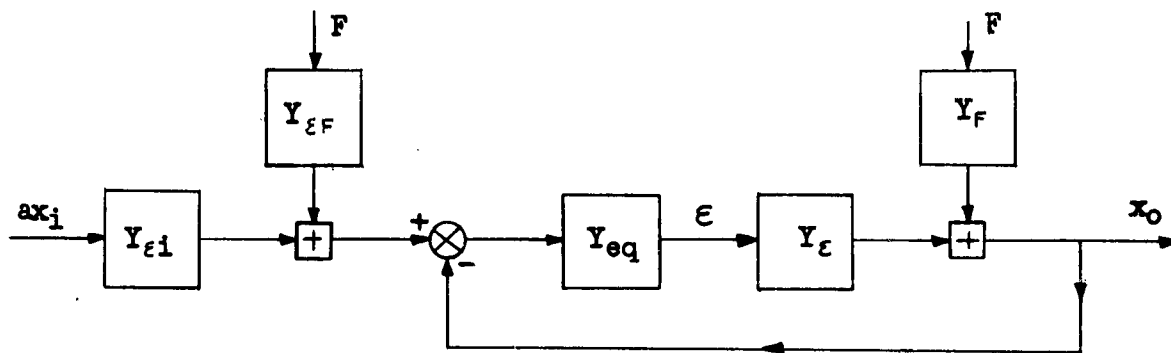 F
F
Y_εF
Y_F
ax_i
Y_εi
+
+
-
Y_eq
ε
Y_ε
+
x_o